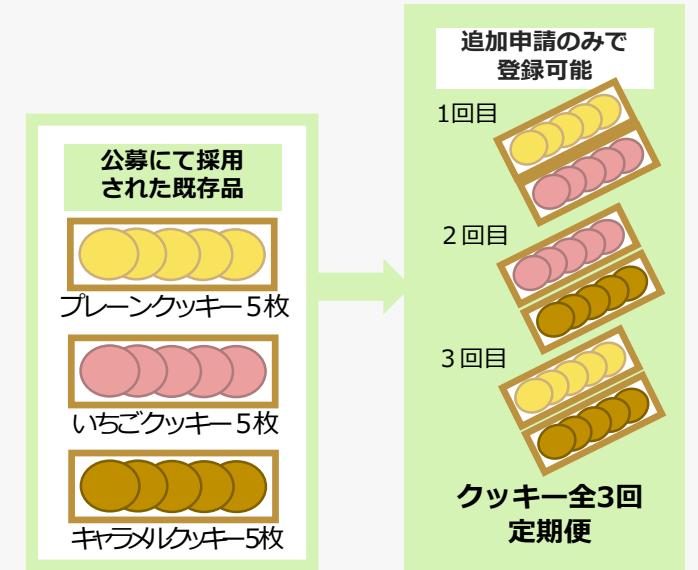 公募にて採用
された既存品
プレーンクッキー5枚
いちごクッキー5枚
キャラメルクッキー5枚
追加申請のみで
登録可能
1回目
２回目
３回目
クッキー全3回
定期便